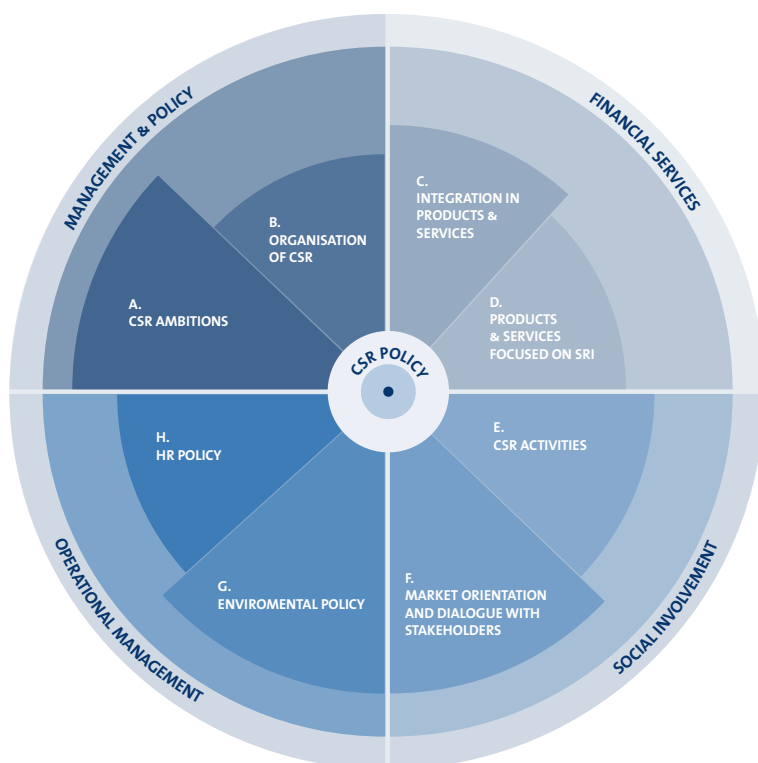 MANAGEMENT & POLICY
FINANCIAL SERVICES
C.
INTEGRATION IN
PRODUCTS &
SERVICES
B.
ORGANISATION
OF CSR
A.
CSR AMBITIONS
D.
PRODUCTS
& SERVICES
FOCUSED ON SRI
CSR POLICY
E.
CSR ACTIVITIES
H.
HR POLICY
G.
ENVIROMENTAL POLICY
F.
MARKET ORIENTATION
AND DIALOGUE WITH
STAKEHOLDERS
OPERATIONAL MANAGEMENT
SOCIAL INVOLVEMENT